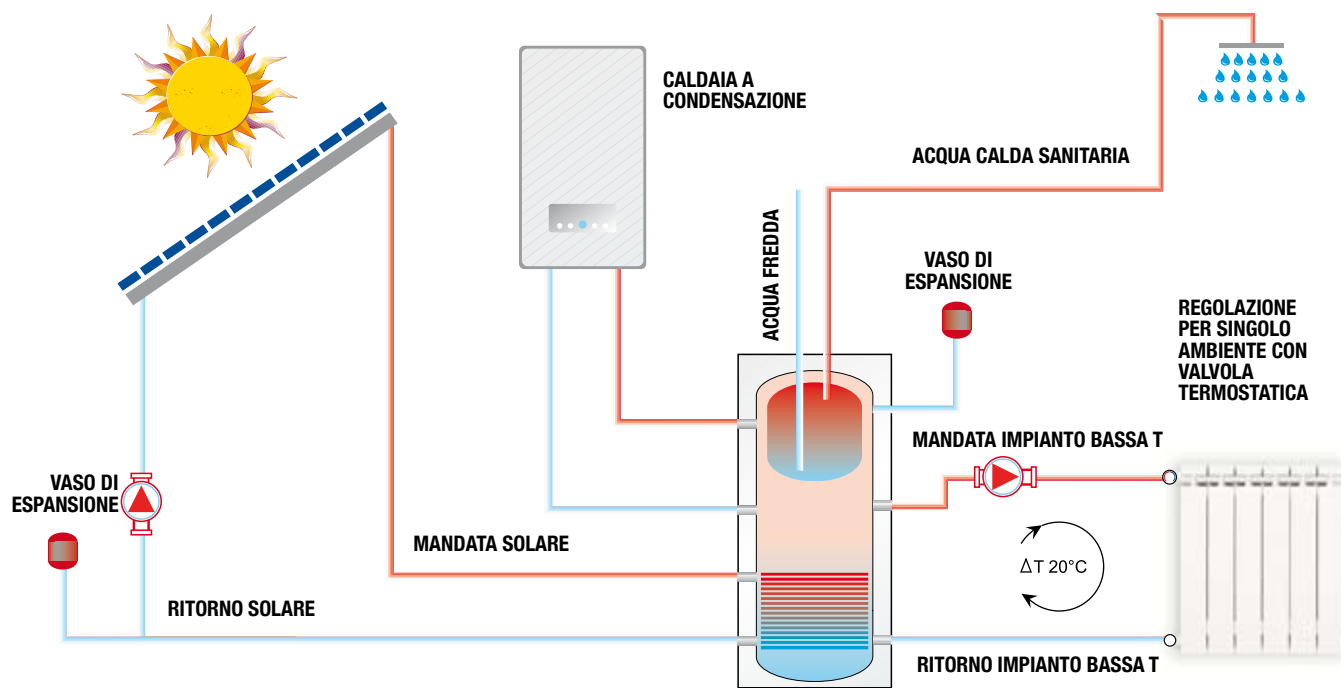 CALDAIA A
CONDENSAZIONE
ACQUA CALDA SANITARIA
ACQUA FREDDA
VASO DI
ESPANSIONE
REGOLAZIONE
PER SINGOLO
AMBIENTE CON
VALVOLA
TERMOSTATICA
MANDATA IMPIANTO BASSA T
VASO DI
ESPANSIONE
MANDATA SOLARE
ΔT 20°C
RITORNO SOLARE
RITORNO IMPIANTO BASSA T